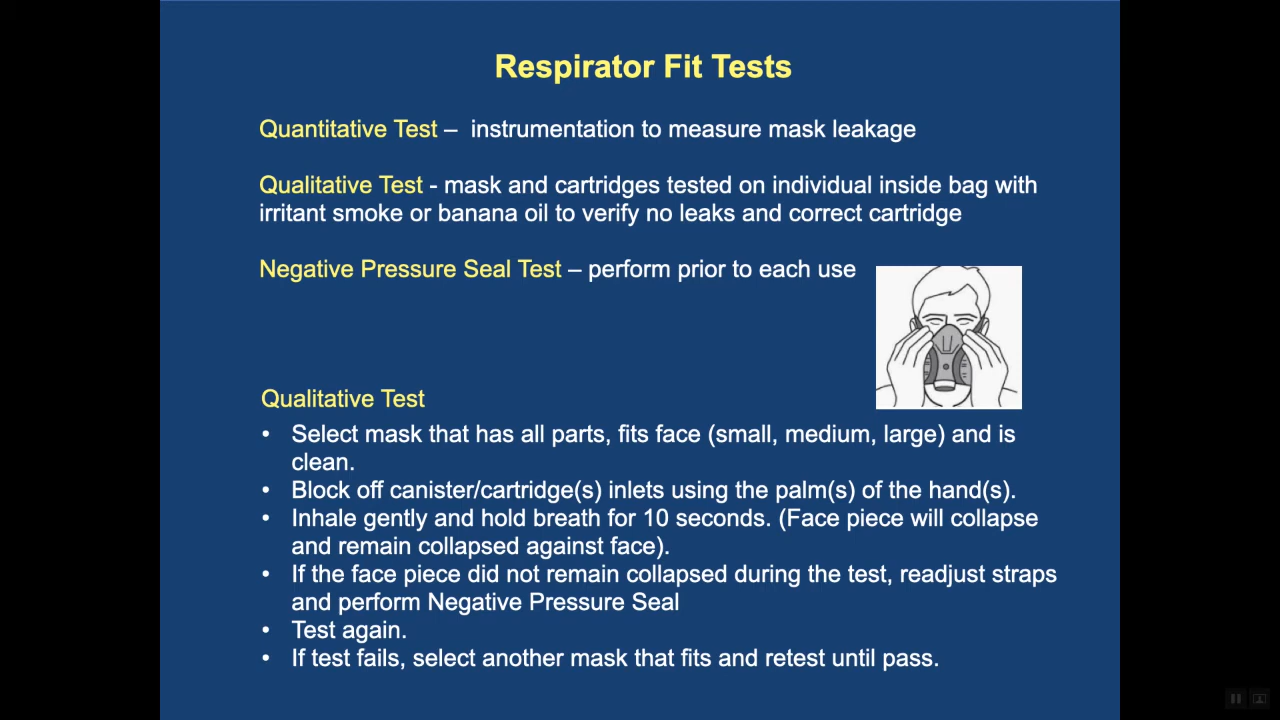 Respirator Fit Tests
Quantitative Test –  instrumentation to measure mask leakage
Qualitative Test - mask and cartridges tested on individual inside bag with
irritant smoke or banana oil to verify no leaks and correct cartridge
Negative Pressure Seal Test – perform prior to each use
Qualitative Test
• Select mask that has all parts, fits face (small, medium, large) and is
clean.
• Block off canister/cartridge(s) inlets using the palm(s) of the hand(s).
• Inhale gently and hold breath for 10 seconds. (Face piece will collapse
and remain collapsed against face).
• If the face piece did not remain collapsed during the test, readjust straps
and perform Negative Pressure Seal
• Test again.
• If test fails, select another mask that fits and retest until pass.